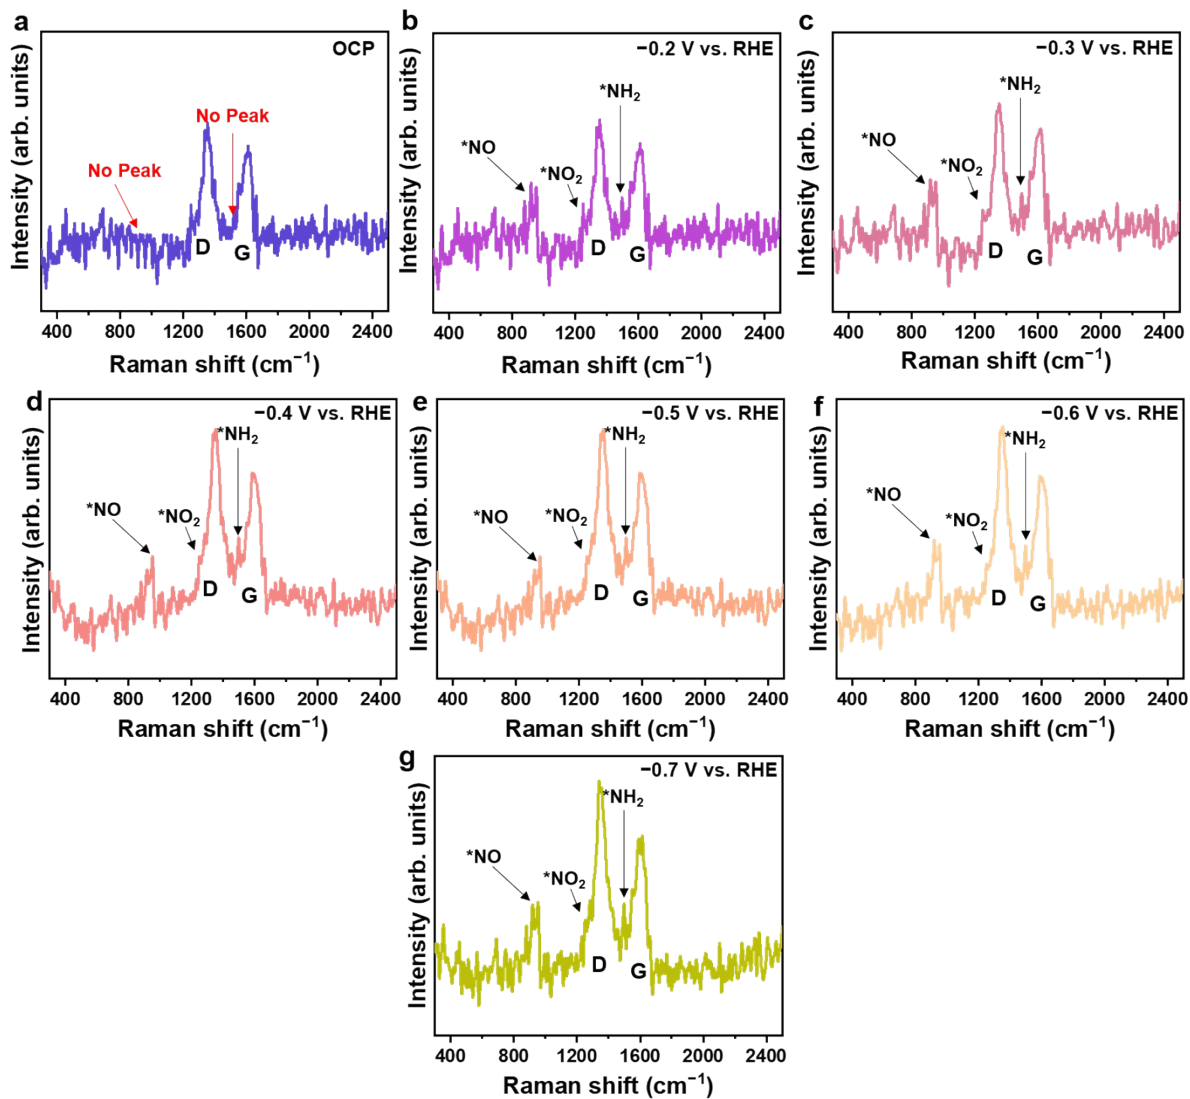 a
OCP
No Peak
No Peak
D
G
Intensity (arb. units)
400 800 1200 1600 2000 2400
Raman shift (cm−1)
b
−0.2 V vs. RHE
*NH2
*NO
*NO2
D
G
Intensity (arb. units)
400 800 1200 1600 2000 2400
Raman shift (cm−1)
c
−0.3 V vs. RHE
*NH2
*NO
*NO2
D
G
Intensity (arb. units)
400 800 1200 1600 2000 2400
Raman shift (cm−1)
d
−0.4 V vs. RHE
*NH2
*NO
*NO2
D
G
Intensity (arb. units)
400 800 1200 1600 2000 2400
Raman shift (cm−1)
e
−0.5 V vs. RHE
*NH2
*NO
*NO2
D
G
Intensity (arb. units)
400 800 1200 1600 2000 2400
Raman shift (cm−1)
f
−0.6 V vs. RHE
*NH2
*NO
*NO2
D
G
Intensity (arb. units)
400 800 1200 1600 2000 2400
Raman shift (cm−1)
g
−0.7 V vs. RHE
*NH2
*NO
*NO2
D
G
Intensity (arb. units)
400 800 1200 1600 2000 2400
Raman shift (cm−1)